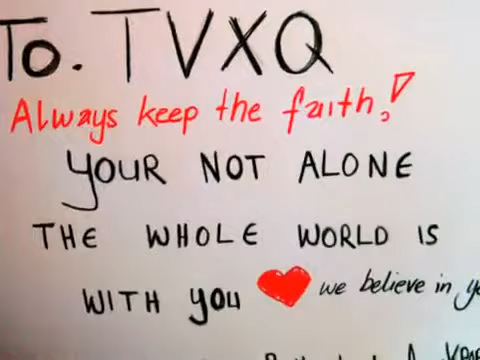 To. TVXQ
Always keep the faith!
YOUR NOT ALONE
THE WHOLE WORLD IS
WITH YOU ❤ we believe in